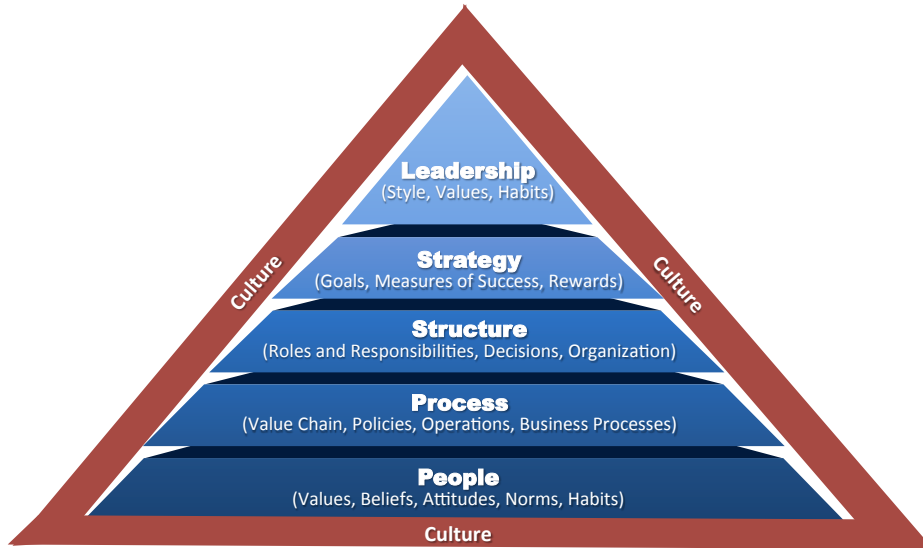 Leadership
(Style, Values, Habits)
Strategy
(Goals, Measures of Success, Rewards)
Culture
Culture
Structure
(Roles and Responsibilities, Decisions, Organization)
Process
(Value Chain, Policies, Operations, Business Processes)
People
(Values, Beliefs, Attitudes, Norms, Habits)
Culture